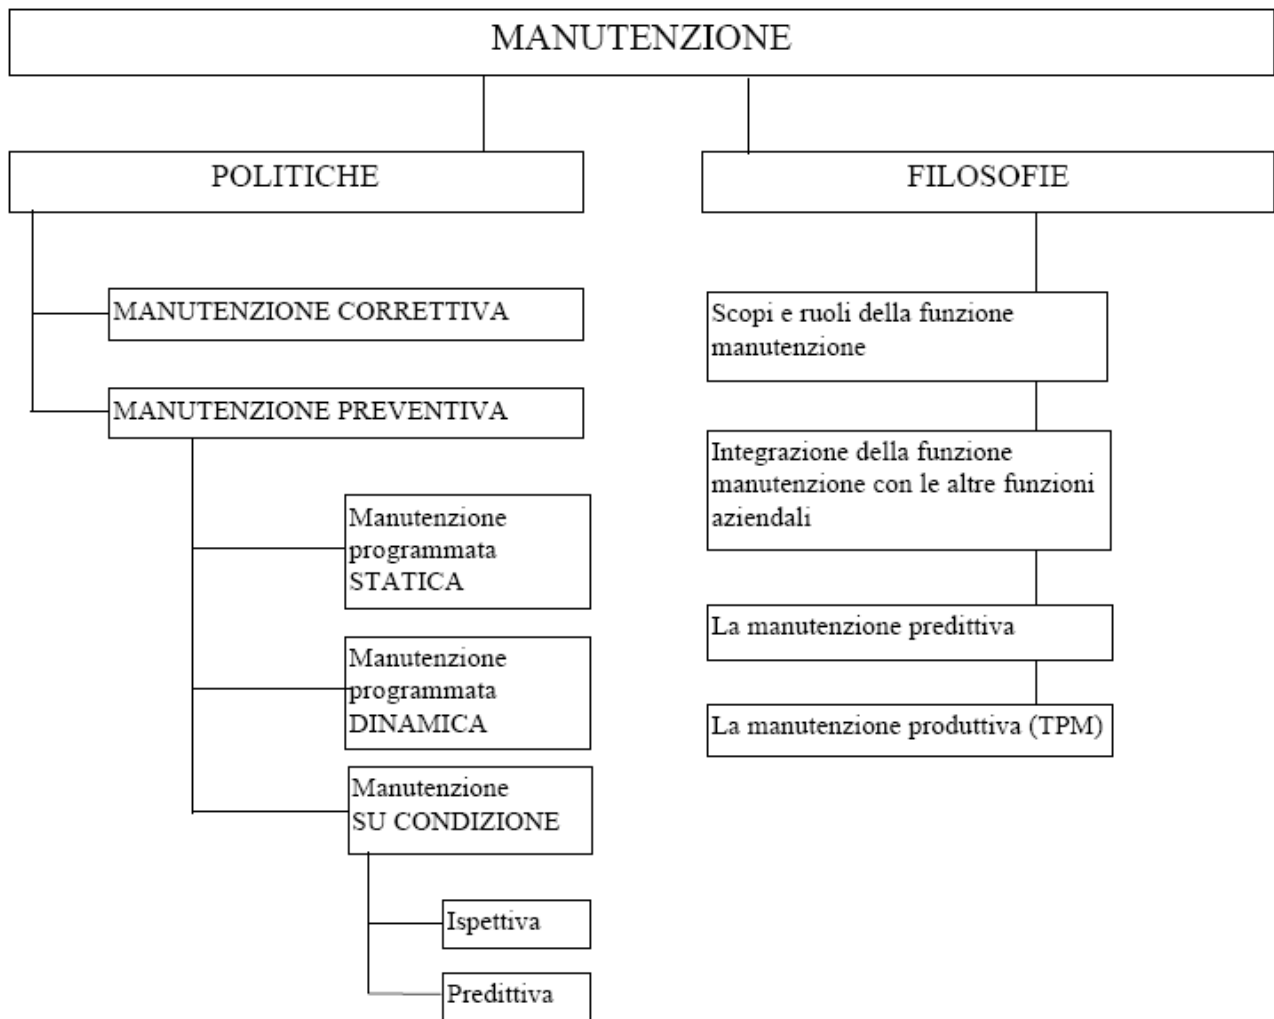 MANUTENZIONE
POLITICHE
FILOSOFIE
MANUTENZIONE CORRETTIVA
MANUTENZIONE PREVENTIVA
Manutenzione
programmata
STATICA
Manutenzione
programmata
DINAMICA
Manutenzione
SU CONDIZIONE
Ispettiva
Predittiva
Scopi e ruoli della funzione
manutenzione
Integrazione della funzione
manutenzione con le altre funzioni
aziendali
La manutenzione predittiva
La manutenzione produttiva (TPM)